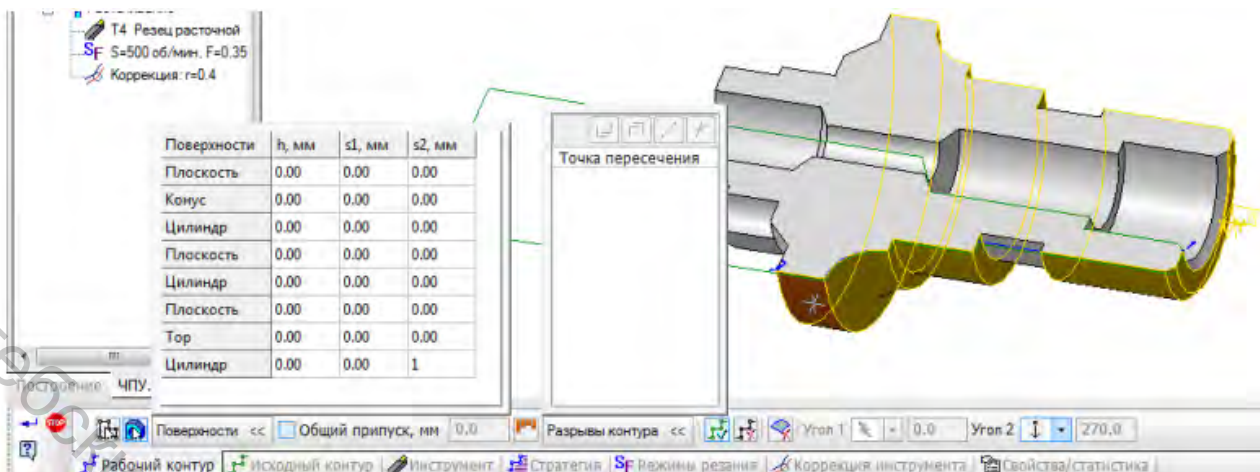 T4 Резец расточной
SF S=500 об/мин. F=0.35
Коррекция: r=0.4
Поверхности h, мм s1, мм s2, мм
Плоскость 0.00 0.00 0.00
Конус 0.00 0.00 0.00
Цилиндр 0.00 0.00 0.00
Плоскость 0.00 0.00 0.00
Цилиндр 0.00 0.00 0.00
Плоскость 0.00 0.00 0.00
Тор 0.00 0.00 0.00
Цилиндр 0.00 0.00 1
Точка пересечения
Построение ЧПУ.
STOP Поверхности << Общий припуск, мм 0.0 Разрывы контура << Угол 1 0.0 Угол 2 270.0
Рабочий контур Исходный контур Инструмент Стратегия SF Режимы резания Коррекция инструмента Свойства/статистика